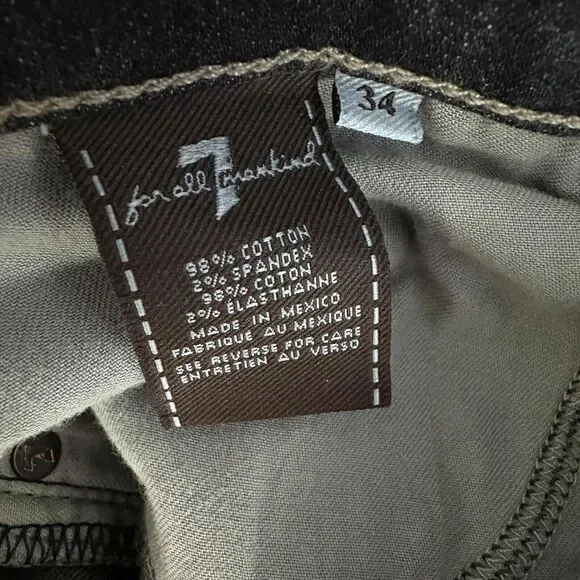 34
7
for all mankind
98% COTTON
2% SPANDEX
98% COTON
2% ÉLASTHANNE
MADE IN MEXICO
FABRIQUE AU MEXIQUE
SEE REVERSE FOR CARE
ENTRETIEN AU VERSO